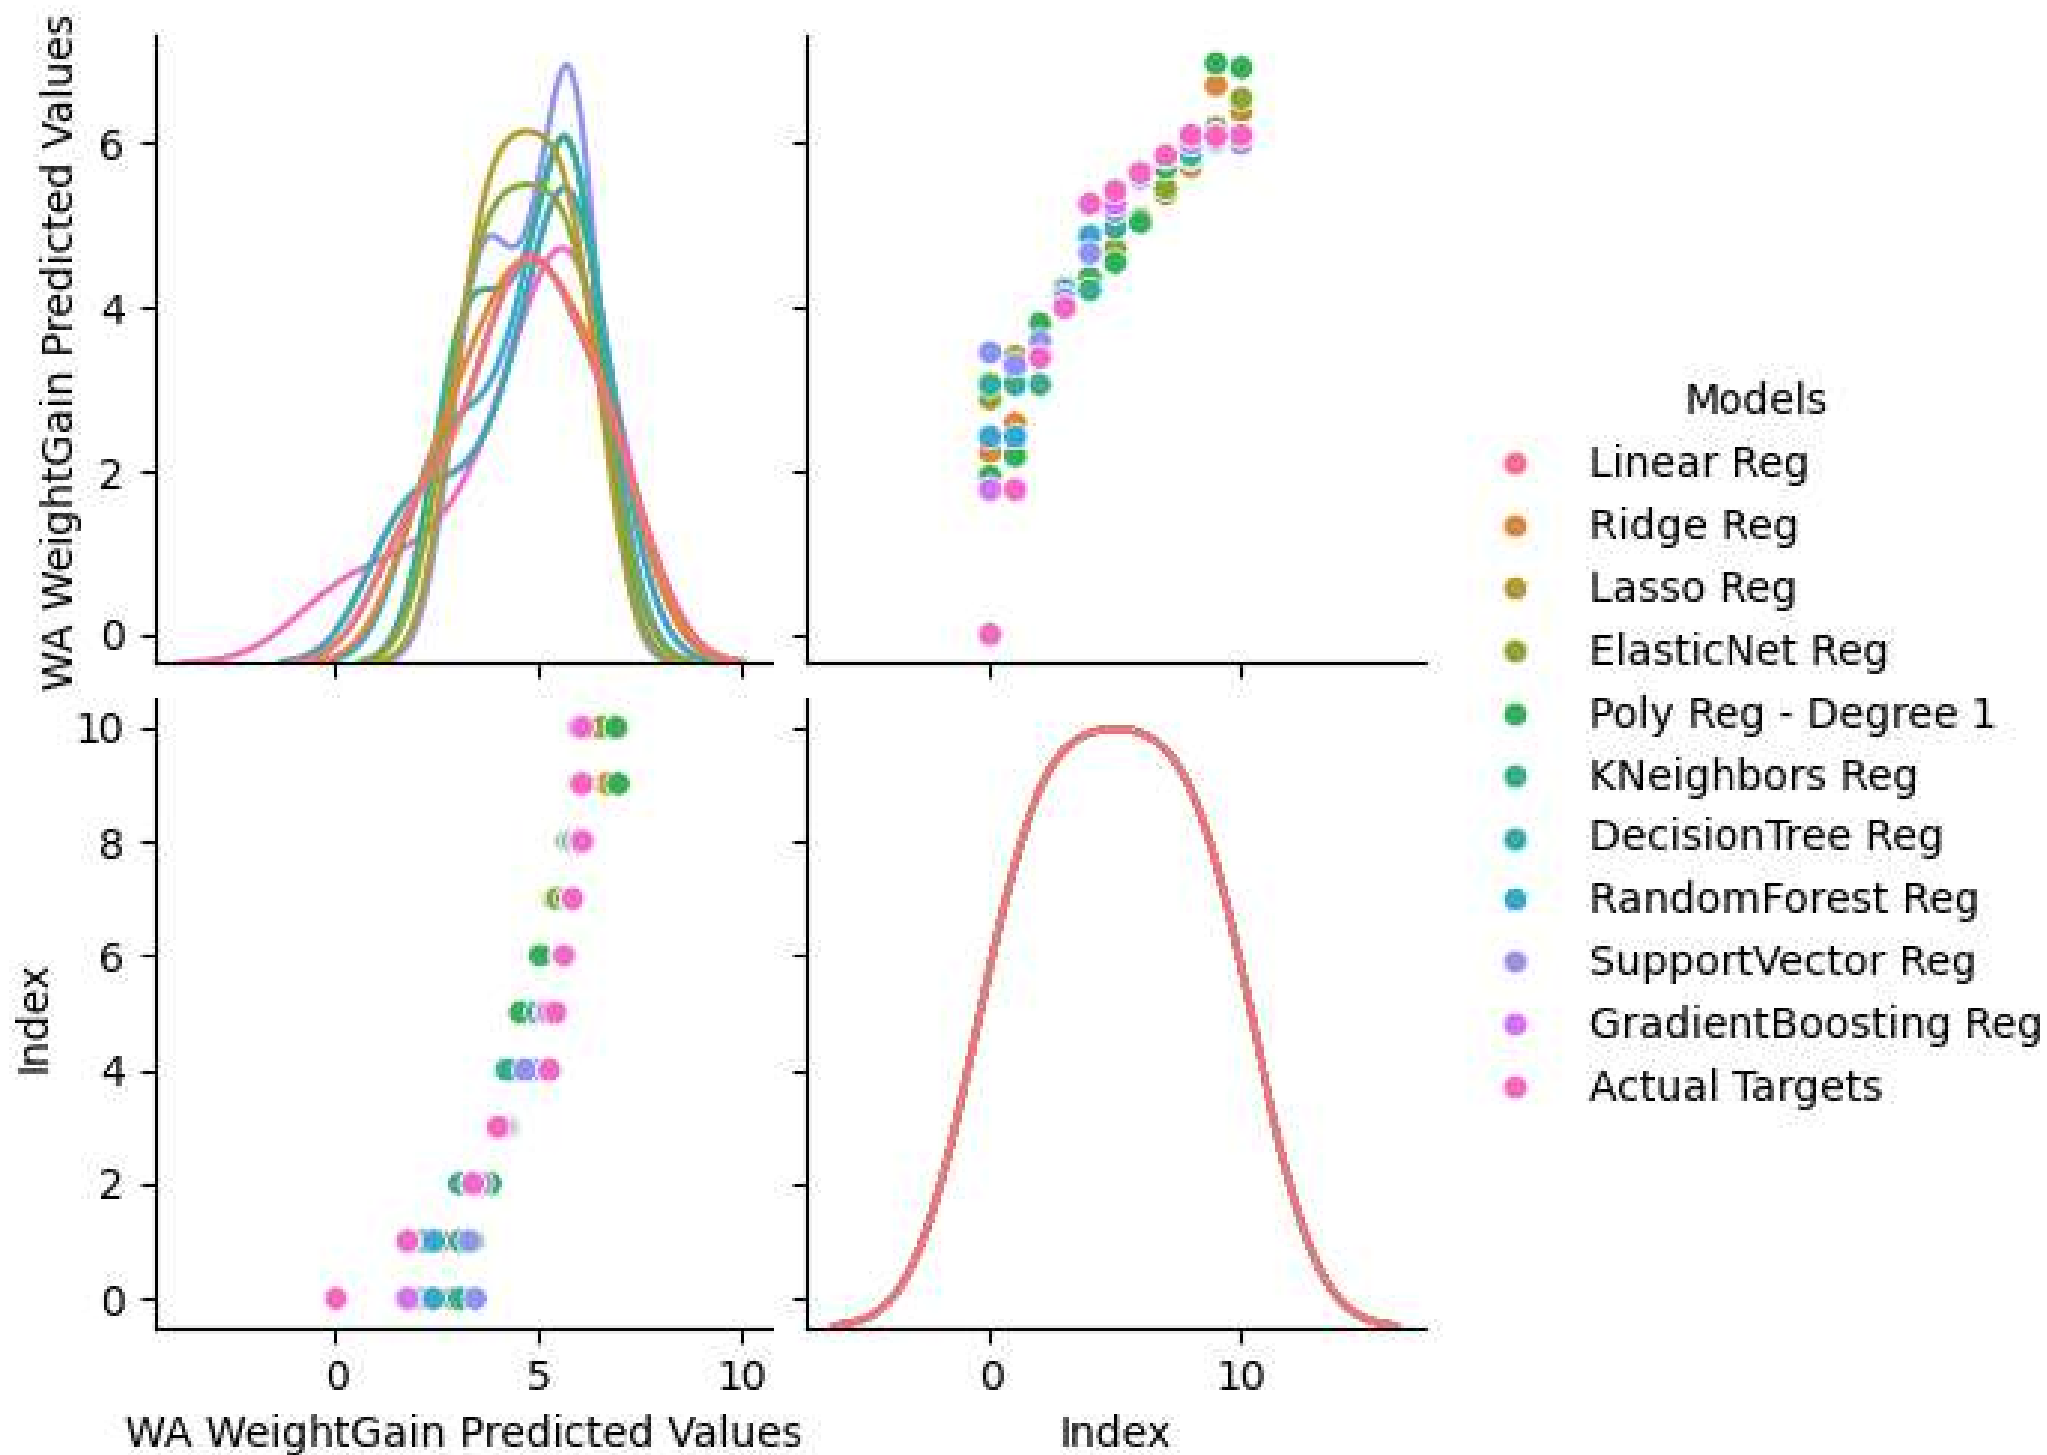 WA WeightGain Predicted Values
6
4
2
0
Index
10
8
6
4
2
0
0
5
10
0
10
WA WeightGain Predicted Values
Index
Models
Linear Reg
Ridge Reg
Lasso Reg
ElasticNet Reg
Poly Reg - Degree 1
KNeighbors Reg
DecisionTree Reg
RandomForest Reg
SupportVector Reg
GradientBoosting Reg
Actual Targets